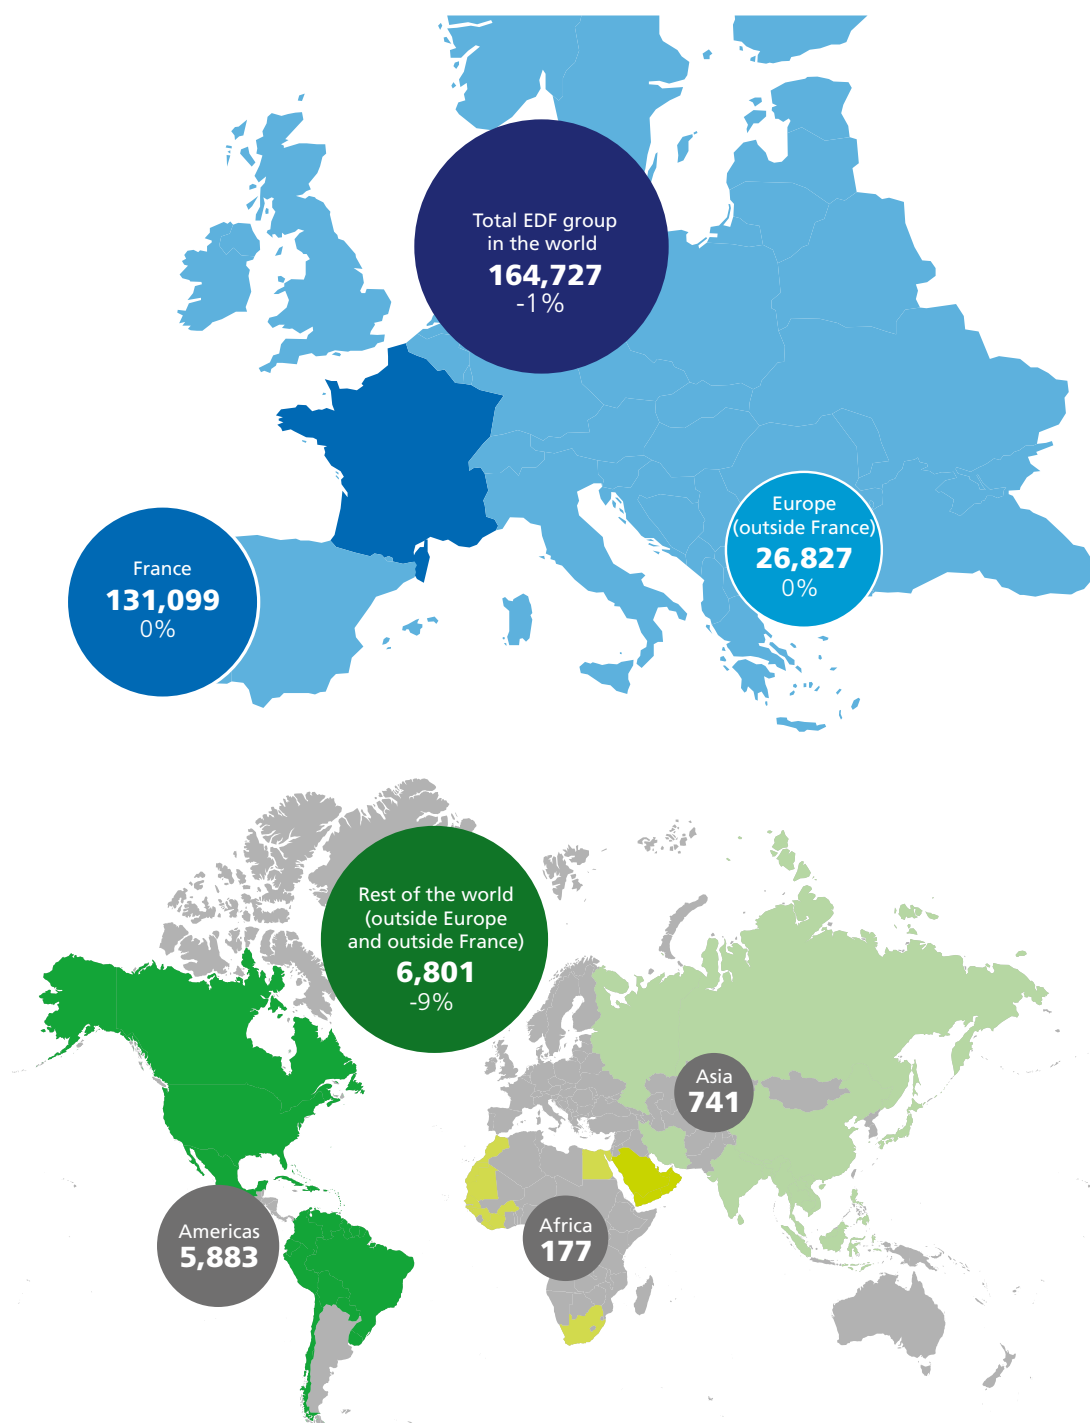 Total EDF group
in the world
164,727
-1%
Europe
(outside France)
26,827
0%
France
131,099
0%
Rest of the world
(outside Europe
and outside France)
6,801
-9%
Asia
741
Americas
5,883
Africa
177